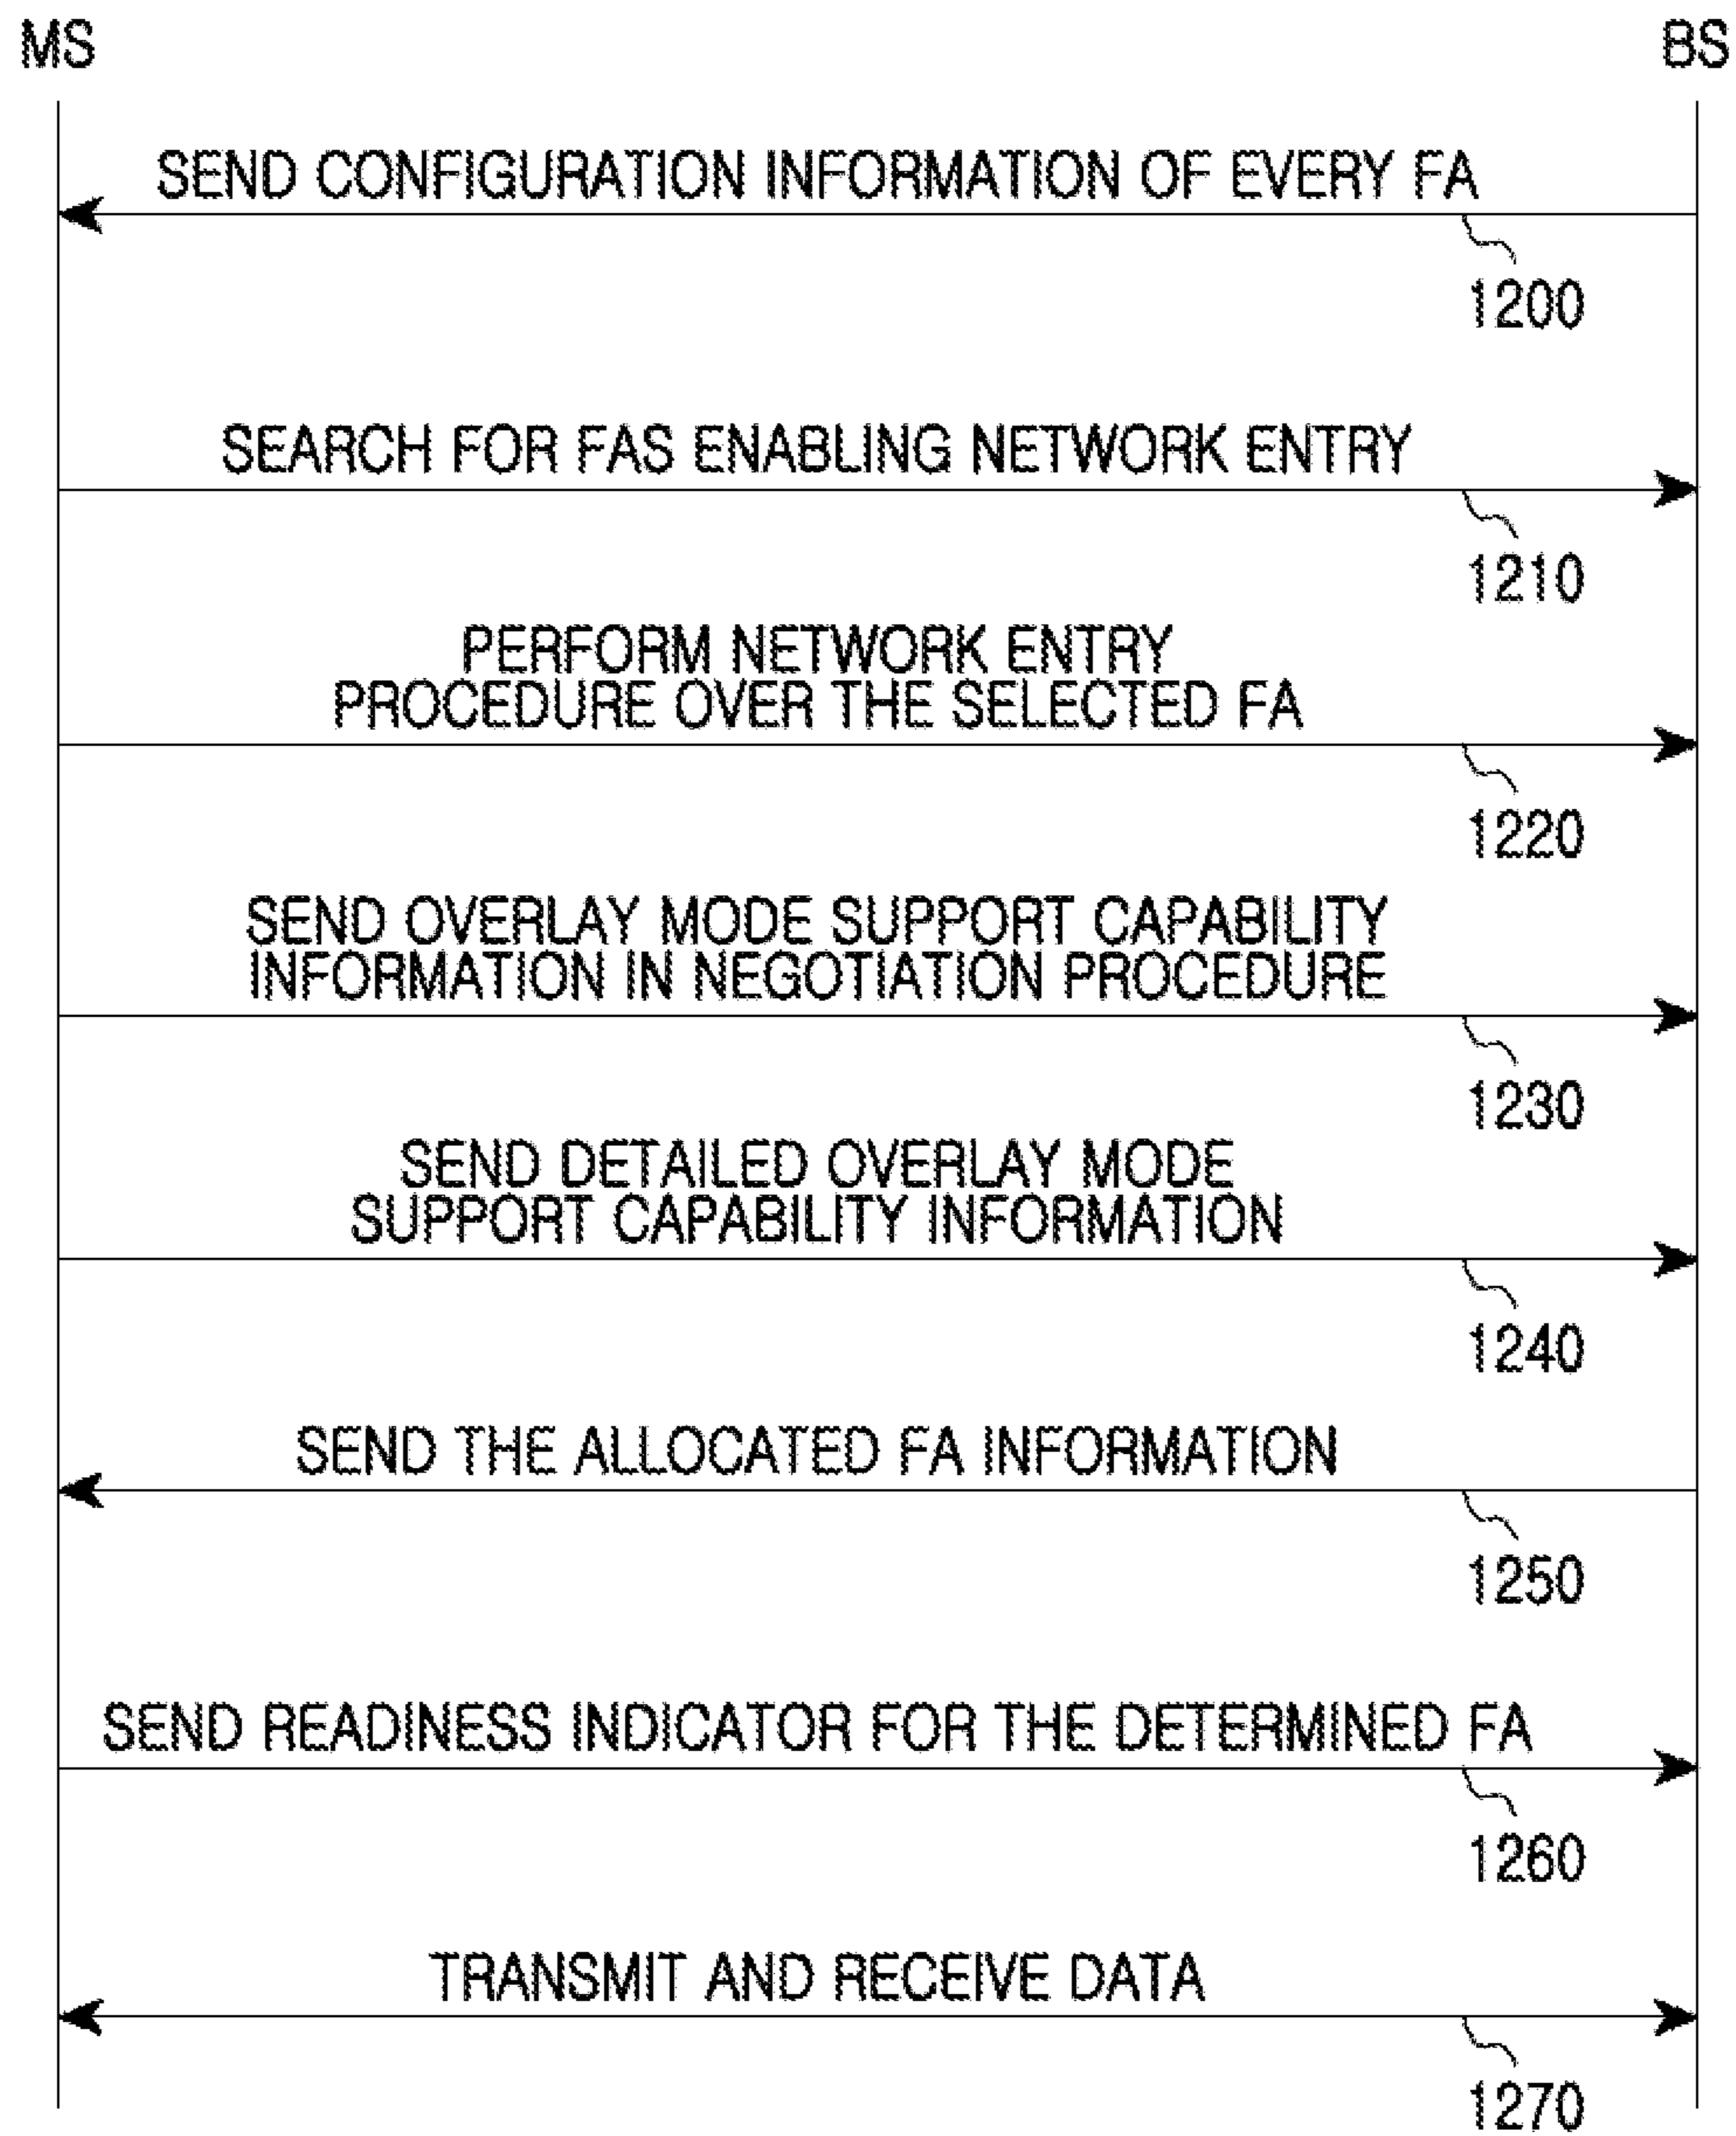 MS
BS
SEND CONFIGURATION INFORMATION OF EVERY FA
1200
SEARCH FOR FAS ENABLING NETWORK ENTRY
1210
PERFORM NETWORK ENTRY
PROCEDURE OVER THE SELECTED FA
1220
SEND OVERLAY MODE SUPPORT CAPABILITY
INFORMATION IN NEGOTIATION PROCEDURE
1230
SEND DETAILED OVERLAY MODE
SUPPORT CAPABILITY INFORMATION
1240
SEND THE ALLOCATED FA INFORMATION
1250
SEND READINESS INDICATOR FOR THE DETERMINED FA
1260
TRANSMIT AND RECEIVE DATA
1270